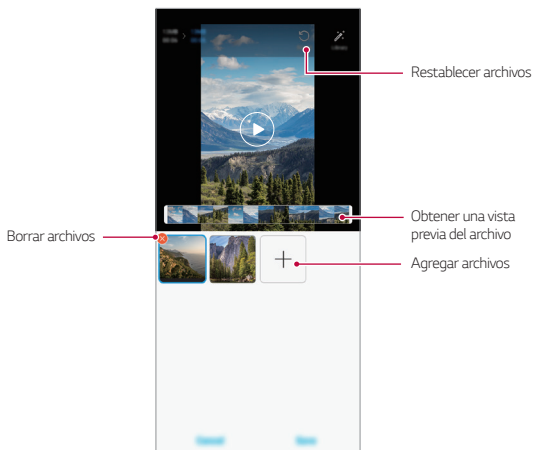 Restablecer archivos
Obtener una vista
previa del archivo
Borrar archivos
Agregar archivos